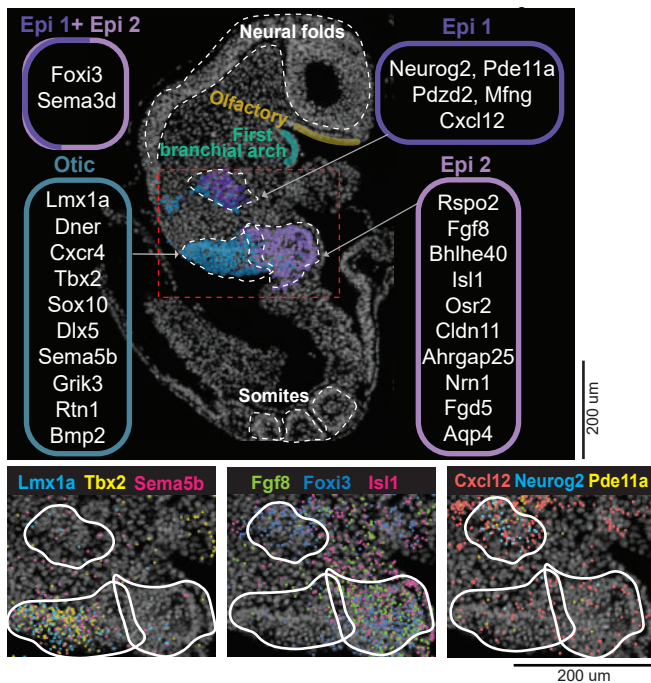 Epi 1+ Epi 2
Foxi3
Sema3d
Neural folds
Olfactory
First
branchial arch
Epi 1
Neurog2, Pde11a
Pdzd2, Mfng
Cxcl12
Otic
Lmx1a
Dner
Cxcr4
Tbx2
Sox10
Dlx5
Sema5b
Grik3
Rtn1
Bmp2
Epi 2
Rspo2
Fgf8
Bhlhe40
Isl1
Osr2
Cldn11
Ahrgap25
Nrn1
Fgd5
Aqp4
Somites
200 um
Lmx1a Tbx2 Sema5b
Fgf8 Foxi3 Isl1
Cxcl12 Neurog2 Pde11a
200 um